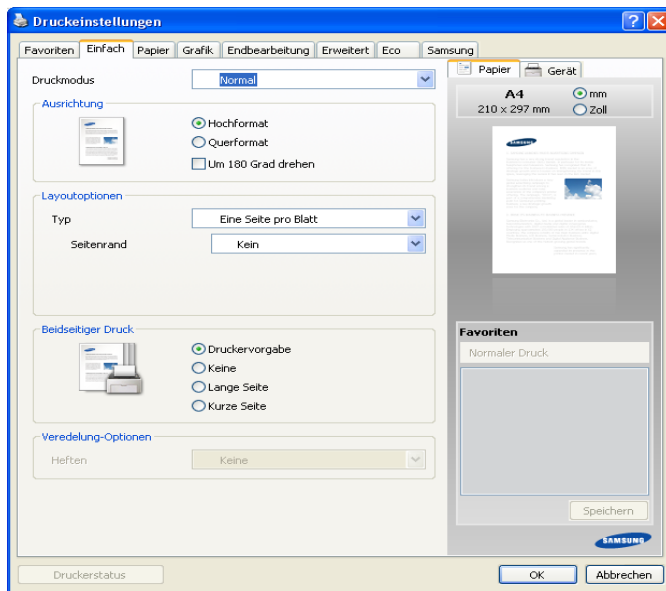 Druckeinstellungen
Favoriten Einfach Papier Grafik Endbearbeitung Erweitert Eco Samsung
Druckmodus Normal
Ausrichtung
Hochformat
Querformat
Um 180 Grad drehen
Layoutoptionen
Typ Eine Seite pro Blatt
Seitenrand Kein
Beidseitiger Druck
Druckervorgabe
Keine
Lange Seite
Kurze Seite
Veredelung-Optionen
Heften Keine
Papier Gerät
A4 mm
210 x 297 mm Zoll
Favoriten
Normaler Druck
Speichern
SAMSUNG
Druckerstatus OK Abbrechen